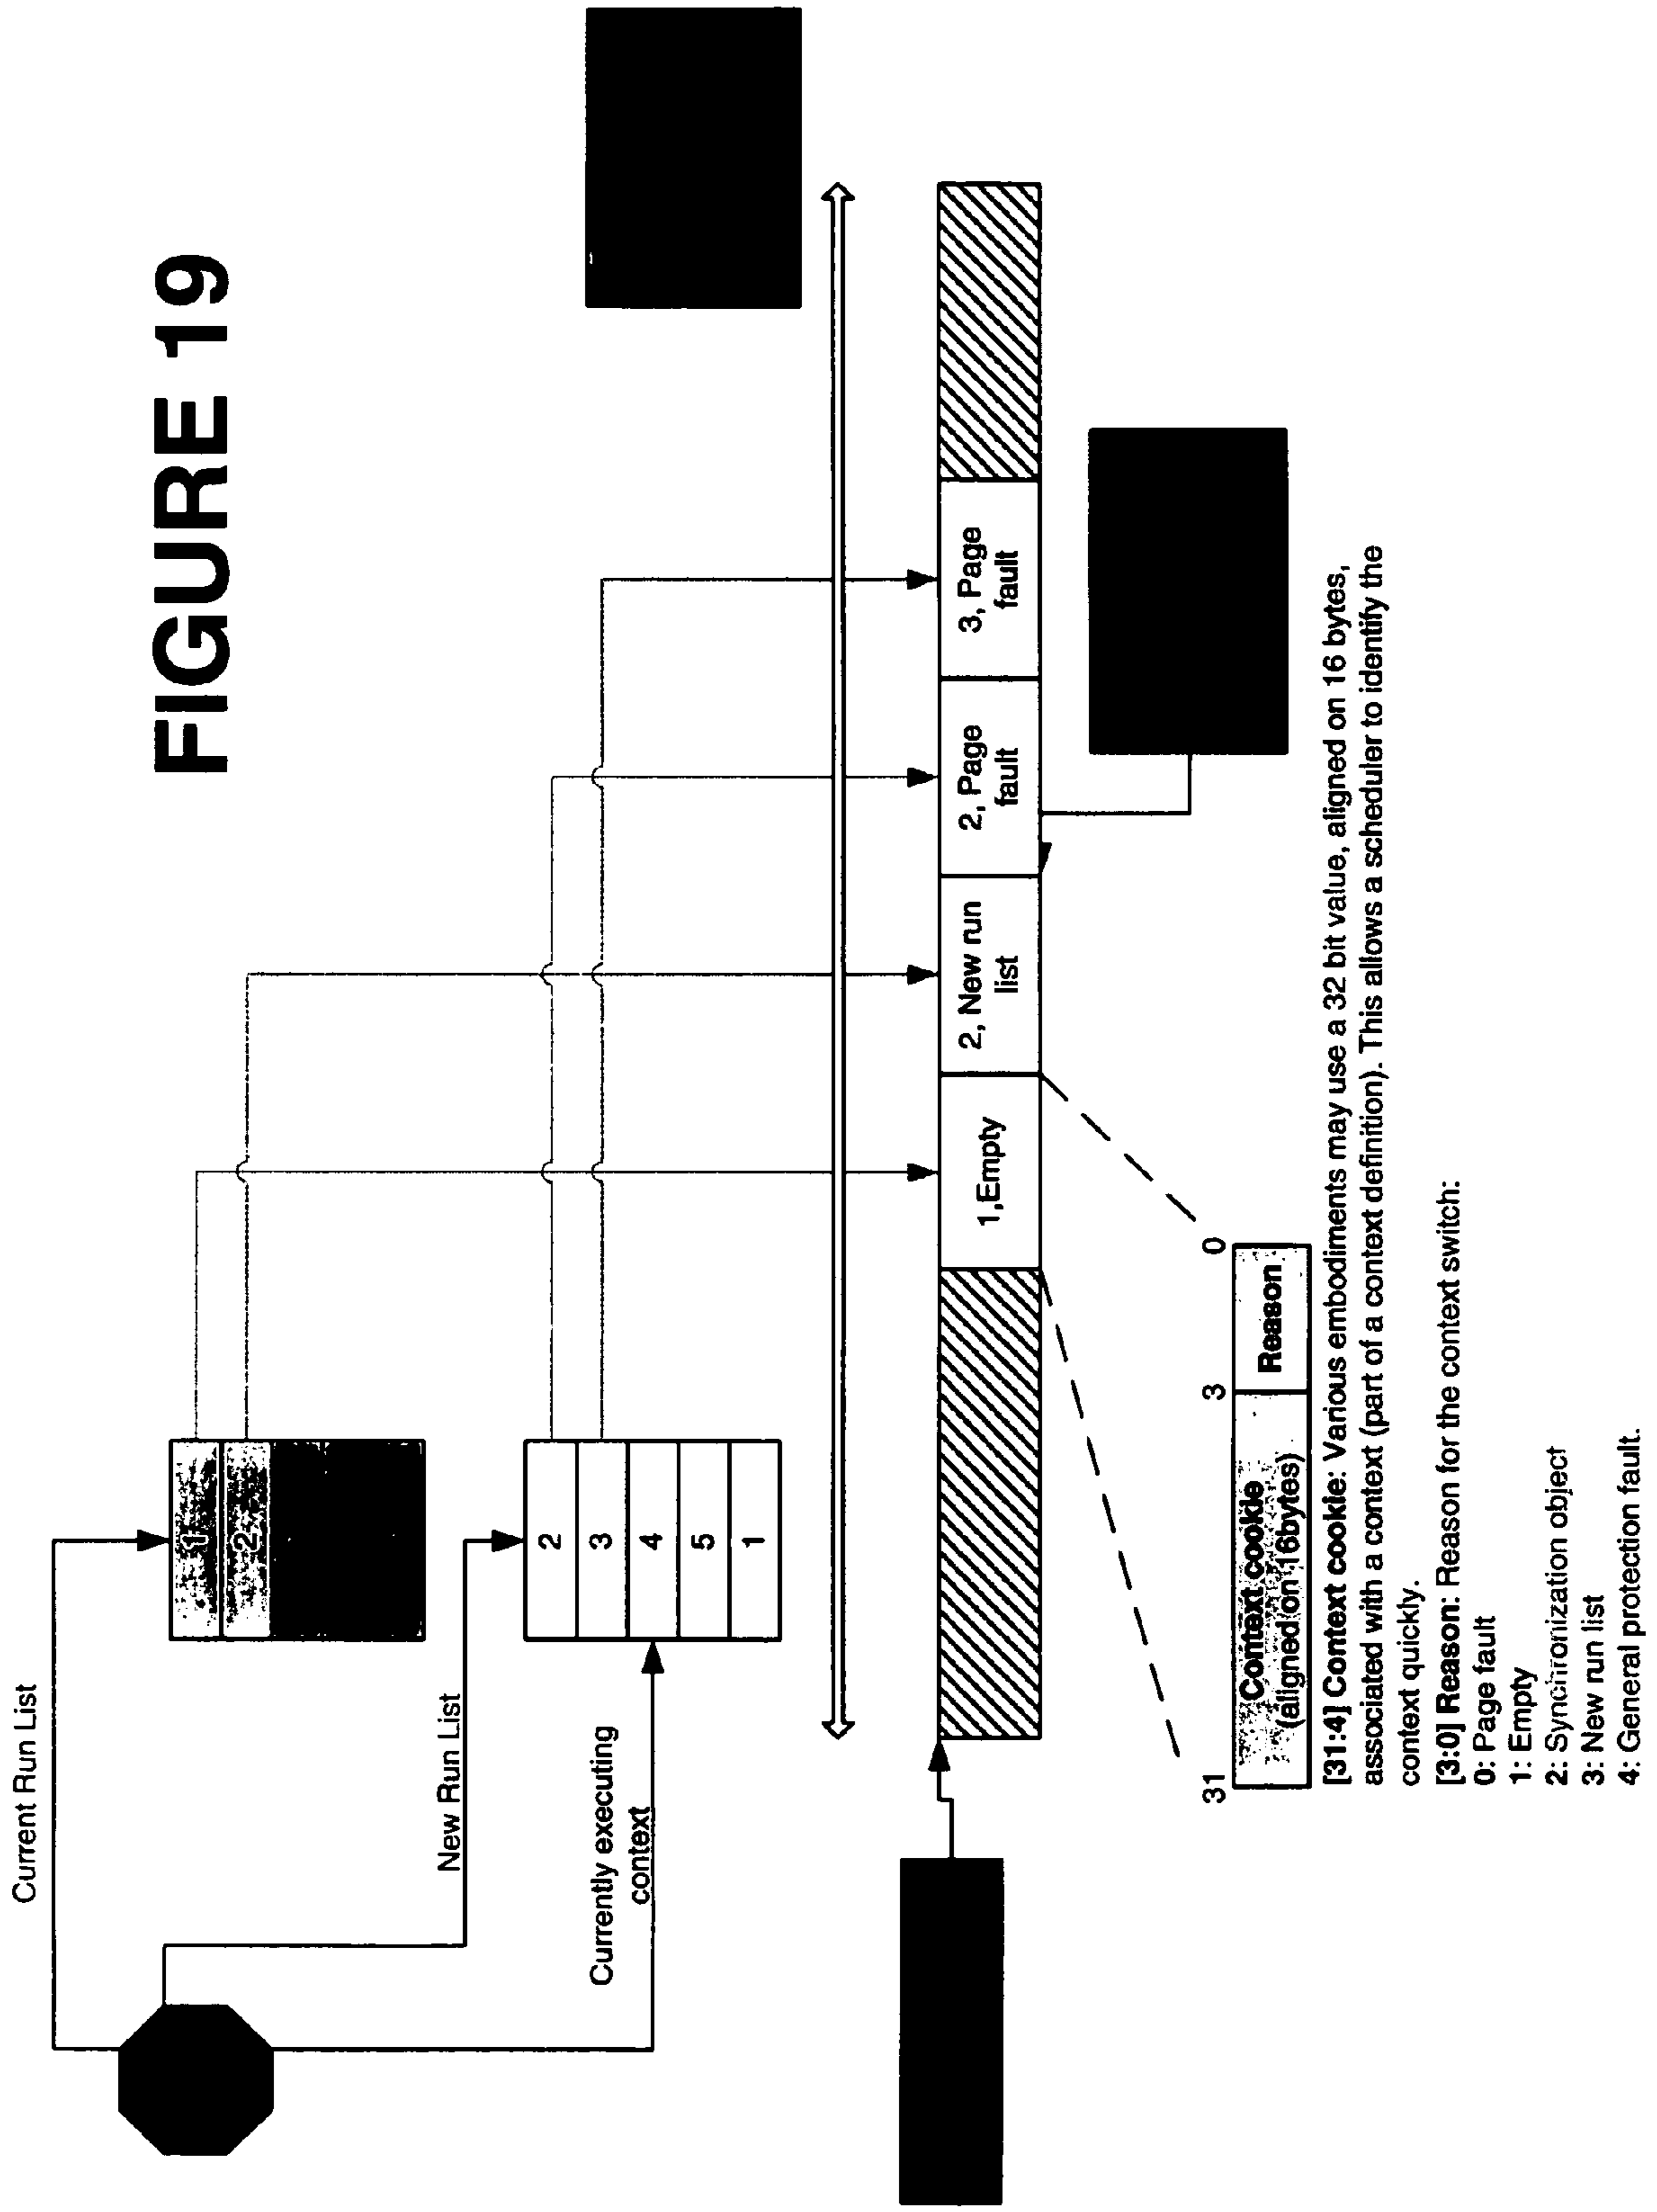 FIGURE 19
Current Run List
1
2
New Run List
2
3
4
5
1
Currently executing
context
1,Empty
2, New run
list
2, Page
fault
3, Page
fault
31
3
0
Context cookie
(aligned on 16bytes)
Reason
[31:4] Context cookie: Various embodiments may use a 32 bit value, aligned on 16 bytes,
associated with a context (part of a context definition). This allows a scheduler to identify the
context quickly.
[3:0] Reason: Reason for the context switch:
0: Page fault
1: Empty
2: Synchronization object
3: New run list
4: General protection fault.